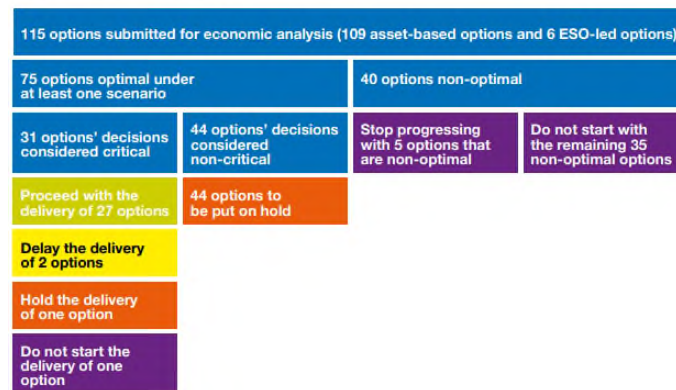 115 options submitted for economic analysis (109 asset-based options and 6 ESO-led options)
75 options optimal under
at least one scenario
40 options non-optimal
31 options' decisions
considered critical
44 options' decisions
considered
non-critical
Stop progressing
with 5 options that
are non-optimal
Do not start with
the remaining 35
non-optimal options
Proceed with the
delivery of 27 options
44 options to
be put on hold
Delay the delivery
of 2 options
Hold the delivery
of one option
Do not start the
delivery of one
option